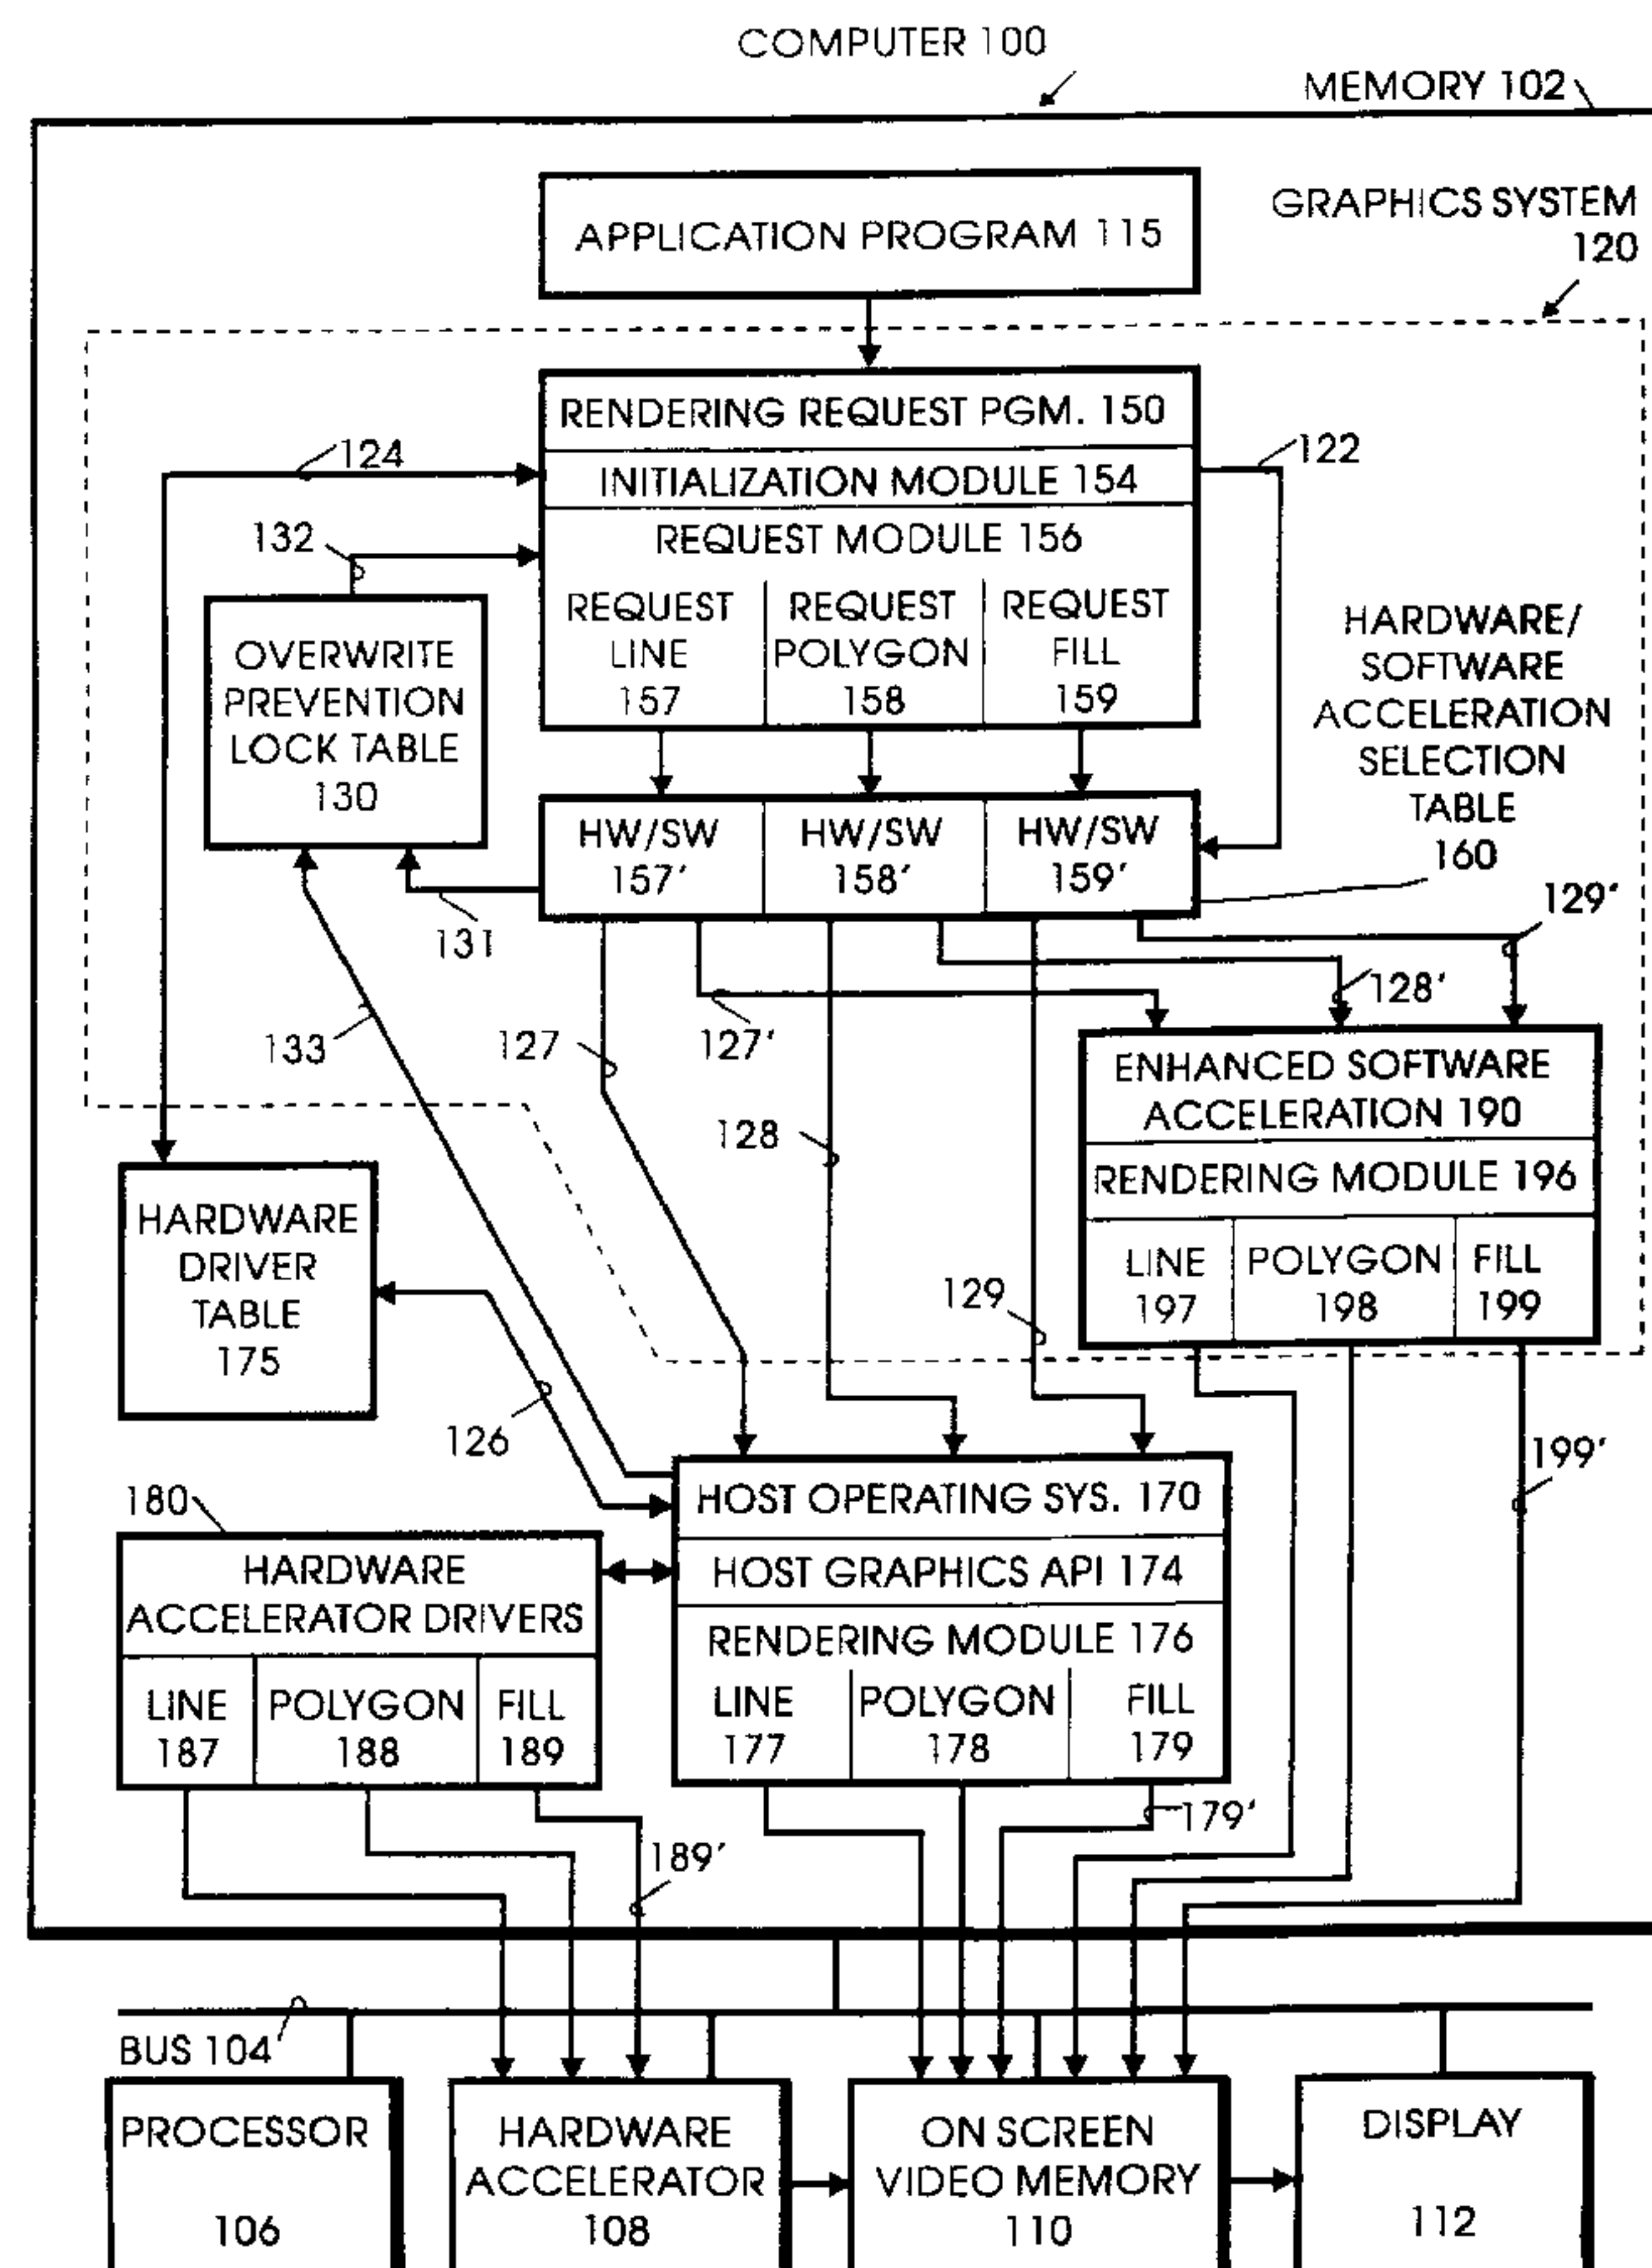 COMPUTER 100
MEMORY 102
APPLICATION PROGRAM 115
GRAPHICS SYSTEM
120
RENDERING REQUEST PGM. 150
124
122
INITIALIZATION MODULE 154
132
REQUEST MODULE 156
REQUEST
LINE
157
REQUEST
POLYGON
158
REQUEST
FILL
159
OVERWRITE
PREVENTION
LOCK TABLE
130
HARDWARE/
SOFTWARE
ACCELERATION
SELECTION
TABLE
160
HW/SW
157'
HW/SW
158'
HW/SW
159'
131
129'
128'
133
127
127'
128
ENHANCED SOFTWARE
ACCELERATION 190
RENDERING MODULE 196
LINE
197
POLYGON
198
FILL
199
HARDWARE
DRIVER
TABLE
175
129
126
199'
180
HOST OPERATING SYS. 170
HOST GRAPHICS API 174
RENDERING MODULE 176
LINE
177
POLYGON
178
FILL
179
HARDWARE
ACCELERATOR DRIVERS
LINE
187
POLYGON
188
FILL
189
179'
189'
BUS 104
PROCESSOR
106
HARDWARE
ACCELERATOR
108
ON SCREEN
VIDEO MEMORY
110
DISPLAY
112